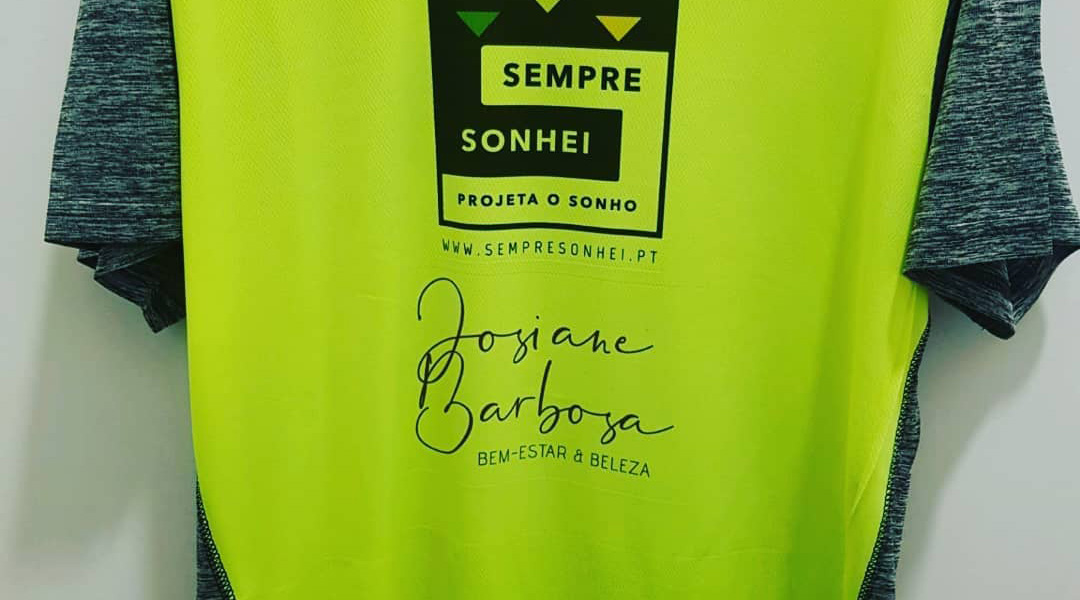 SEMPRE
SONHEI
PROJETA O SONHO
WWW.SEMPRESONHEI.PT
Josiane
Barbosa
BEM-ESTAR & BELEZA